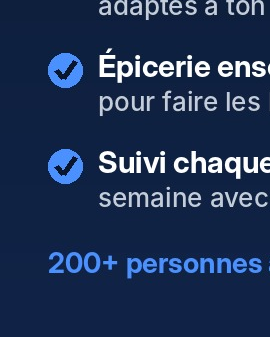 adaptés à ton
Épicerie ens
pour faire les
Suivi chaque
semaine avec
200+ personnes